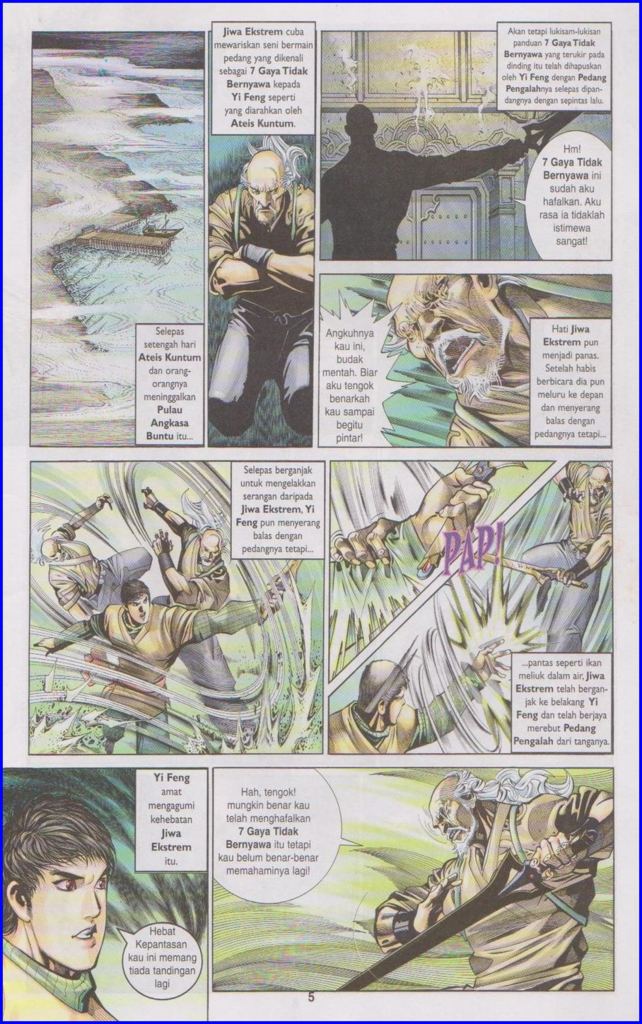 Selepas
setengah hari
Ateis Kuntum
dan orang-
orangnya
meninggalkan
Pulau
Angkasa
Buntu itu...
Jiwa Ekstrem cuba
mewariskan seni bermain
pedang yang dikenali
sebagai 7 Gaya Tidak
Bernyawa kepada
Yi Feng seperti
yang diarahkan oleh
Ateis Kuntum.
Akan tetapi lukisam-lukisan
panduan 7 Gaya Tidak
Bernyawa yang terukir pada
dinding itu telah dihapuskan
oleh Yi Feng dengan Pedang
Pengalahnya selepas dipan-
dangnya dengan sepintas lalu.
Hm!
7 Gaya Tidak
Bernyawa ini
sudah aku
hafalkan. Aku
rasa ia tidaklah
istimewa
sangat!
Angkuhnya
kau ini,
budak
mentah. Biar
aku tengok
benarkah
kau sampai
begitu
pintar!
Hati Jiwa
Ekstrem pun
menjadi panas.
Setelah habis
berbicara dia pun
meluru ke depan
dan menyerang
balas dengan
pedangnya tetapi...
Selepas berganjak
untuk mengelakkan
serangan daripada
Jiwa Ekstrem, Yi
Feng pun menyerang
balas dengan
pedangnya tetapi...
PAP!
...pantas seperti ikan
meliuk dalam air, Jiwa
Ekstrem telah bergan-
jak ke belakang Yi
Feng dan telah berjaya
merebut Pedang
Pengalah dari tanganya.
Yi Feng
amat
mengagumi
kehebatan
Jiwa
Ekstrem
itu.
Hebat
Kepantasan
kau ini memang
tiada tandingan
lagi
Hah, tengok!
mungkin benar kau
telah menghafalkan
7 Gaya Tidak
Bernyawa itu tetapi
kau belum benar-benar
memahaminya lagi!
5